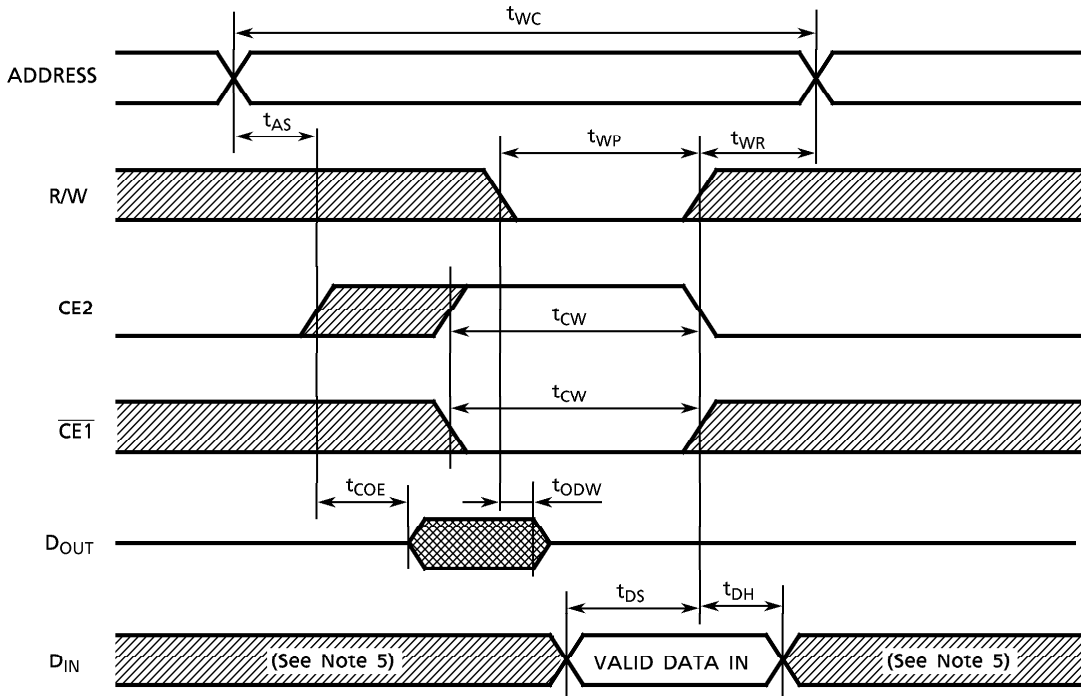 tWC
ADDRESS
tAS
tWP
tWR
R/W
CE2
tCW
tCW
CE1
tCOE
tODW
DOUT
tDS
tDH
DIN
(See Note 5)
VALID DATA IN
(See Note 5)